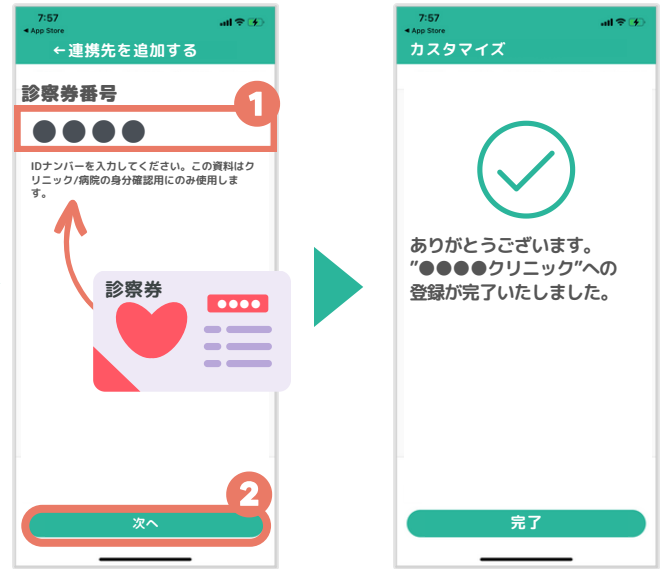 7:57
◀ App Store
←連携先を追加する
診察券番号
1
●●●●
IDナンバーを入力してください。この資料はク
リニック/病院の身分確認用にのみ使用しま
す。
診察券
●●●●
2
次へ
7:57
◀ App Store
カスタマイズ
ありがとうございます。
”●●●●クリニック”への
登録が完了いたしました。
完了